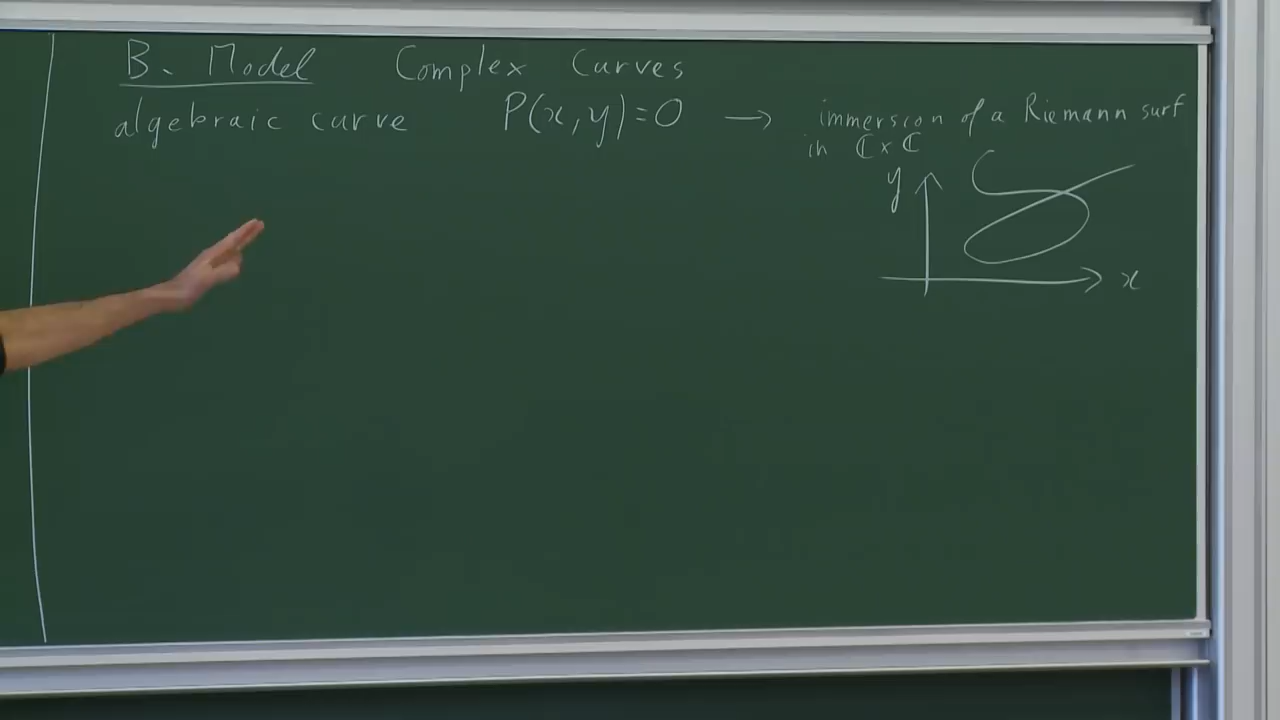 B. Model Complex Curves
algebraic curve P(x,y)=0 → immersion of a Riemann surf
in ℂ×ℂ
y
x